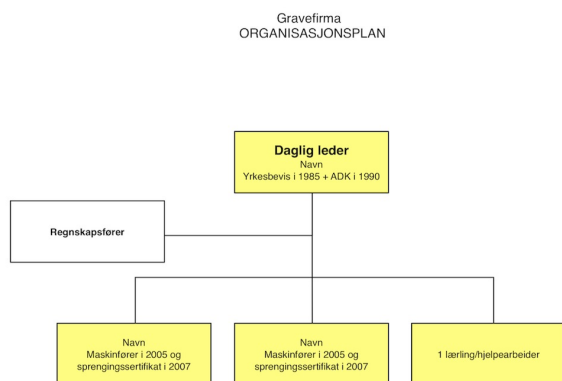 Gravefirma
ORGANISASJONSPLAN
Daglig leder
Navn
Yrkesbevis i 1985 + ADK i 1990
Regnskapsfører
Navn
Maskinfører i 2005 og
sprengingssertifikat i 2007
Navn
Maskinfører i 2005 og
sprengingssertifikat i 2007
1 lærling/hjelpearbeider